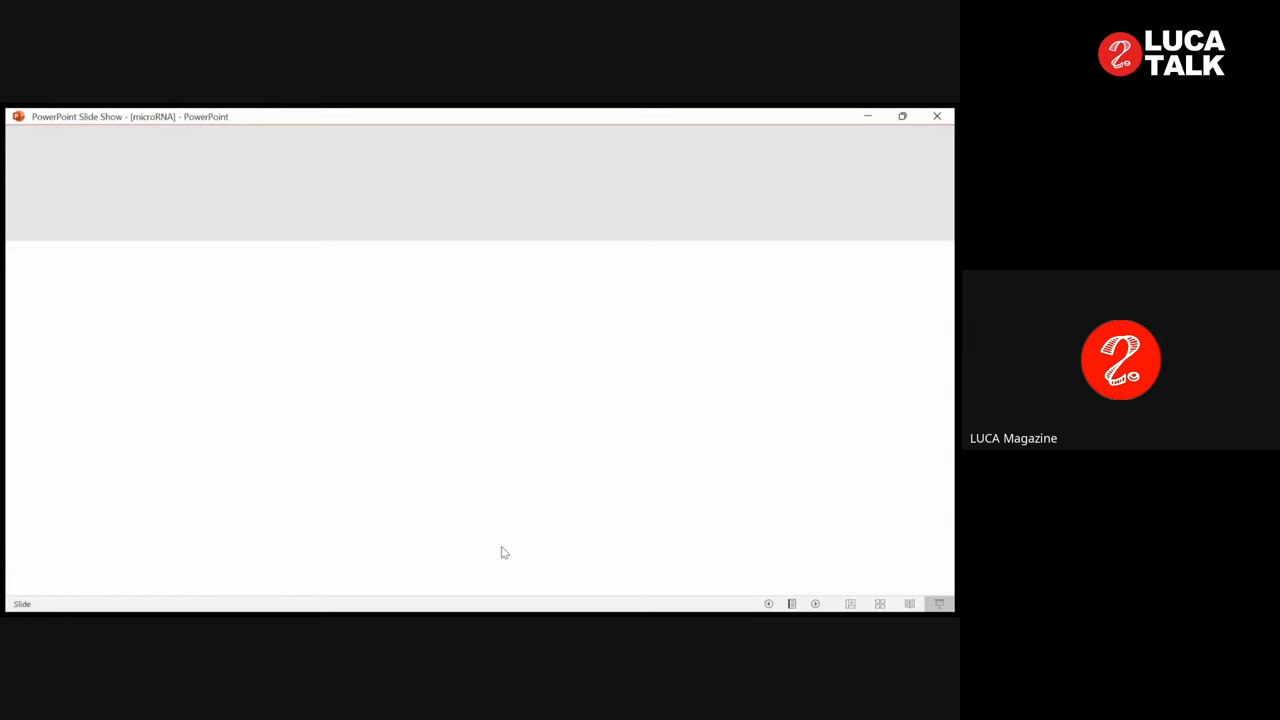 LUCA
TALK
PowerPoint Slide Show - [microRNA] - PowerPoint
LUCA Magazine
Slide